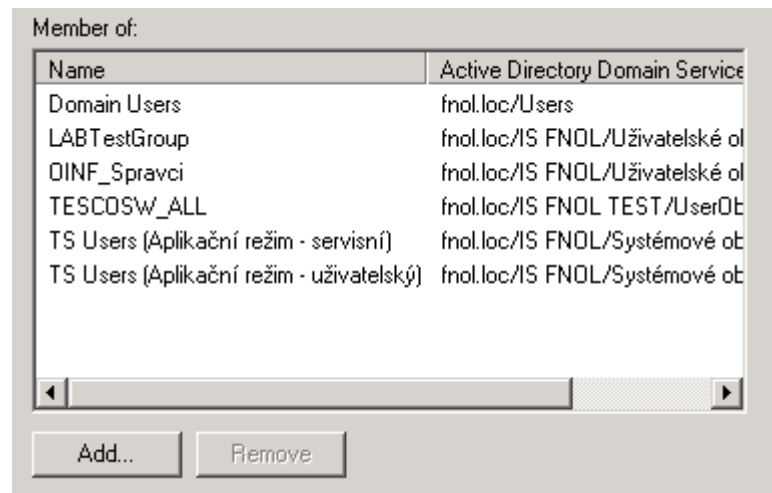 Member of:
Name Active Directory Domain Service
Domain Users fnol.loc/Users
LABTestGroup fnol.loc/IS FNOL/Uživatelské ol
OINF_Spravci fnol.loc/IS FNOL/Uživatelské ol
TESCOSW_ALL fnol.loc/IS FNOL TEST/UserOb
TS Users (Aplikační režim - servisní) fnol.loc/IS FNOL/Systémové ob
TS Users (Aplikační režim - uživatelský) fnol.loc/IS FNOL/Systémové ob
Add... Remove